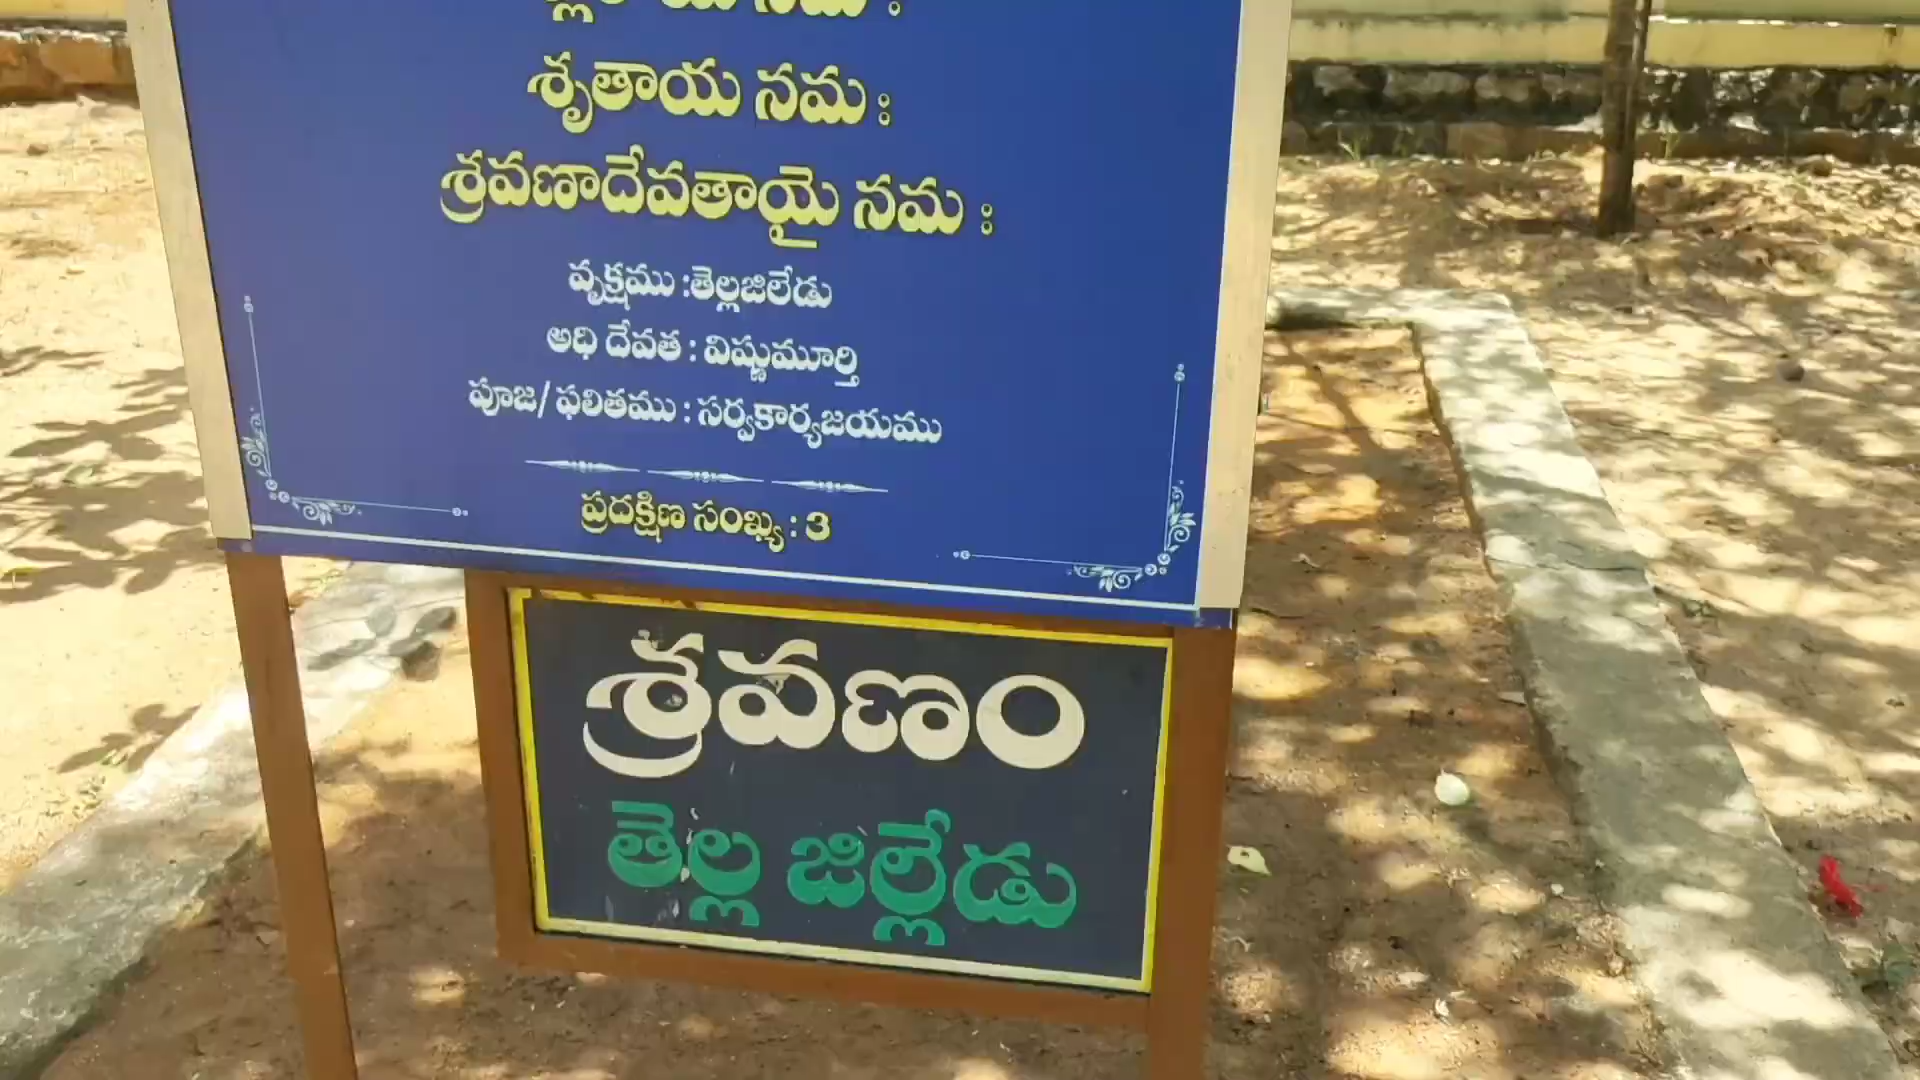 శృతాయ నమ :
శ్రవణాదేవతాయై నమ :
వృక్షము :తెల్లజిలేడు
అధి దేవత : విష్ణుమూర్తి
పూజ/ ఫలితము : సర్వకార్యజయము
ప్రదక్షిణ సంఖ్య : 3
శ్రవణం
తెల్ల జిల్లేడు